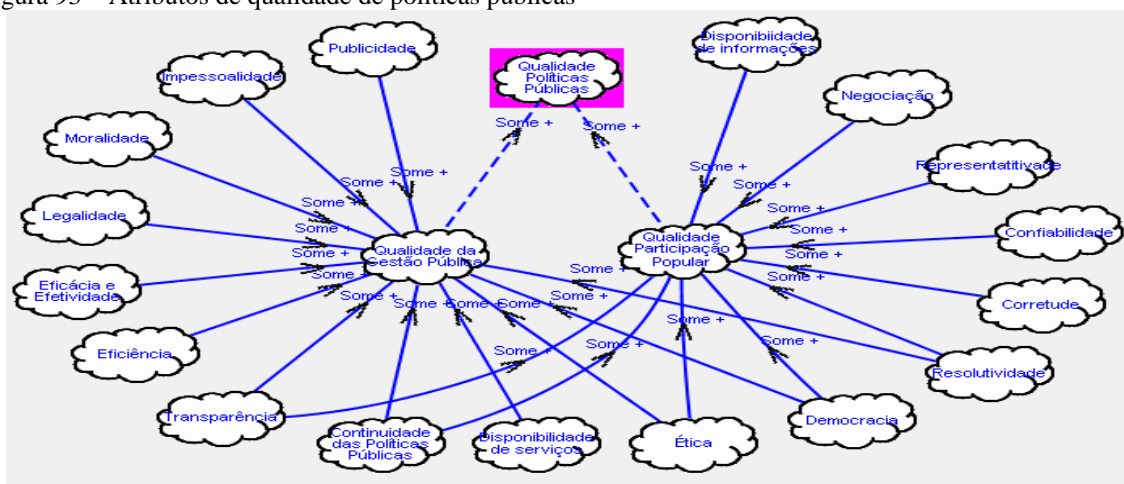 gura 93 – Atributos de qualidade de políticas públicas
Publicidade
Qualidade
Políticas
Públicas
Disponibiidade
de informações
Impessoalidade
Negociação
Moralidade
Some +
Some +
Representatitivade
Some +
Some +
Some +
Some +
Legalidade
Some +
Some +
Some +
Some +
Confiabilidade
Qualidade da
Gestão Pública
Qualidade
Participação
Popular
Some +
Some +
Some +
Some +
Some +
Eficácia e
Efetividade
Some +
Some +
Some +
Some +
Some +
Corretude
Some +
Eficiência
Some +
Some +
Some +
Resolutividade
Transparência
Democracia
Continuidade
das Políticas
Públicas
Disponibilidade
de serviços
Ética